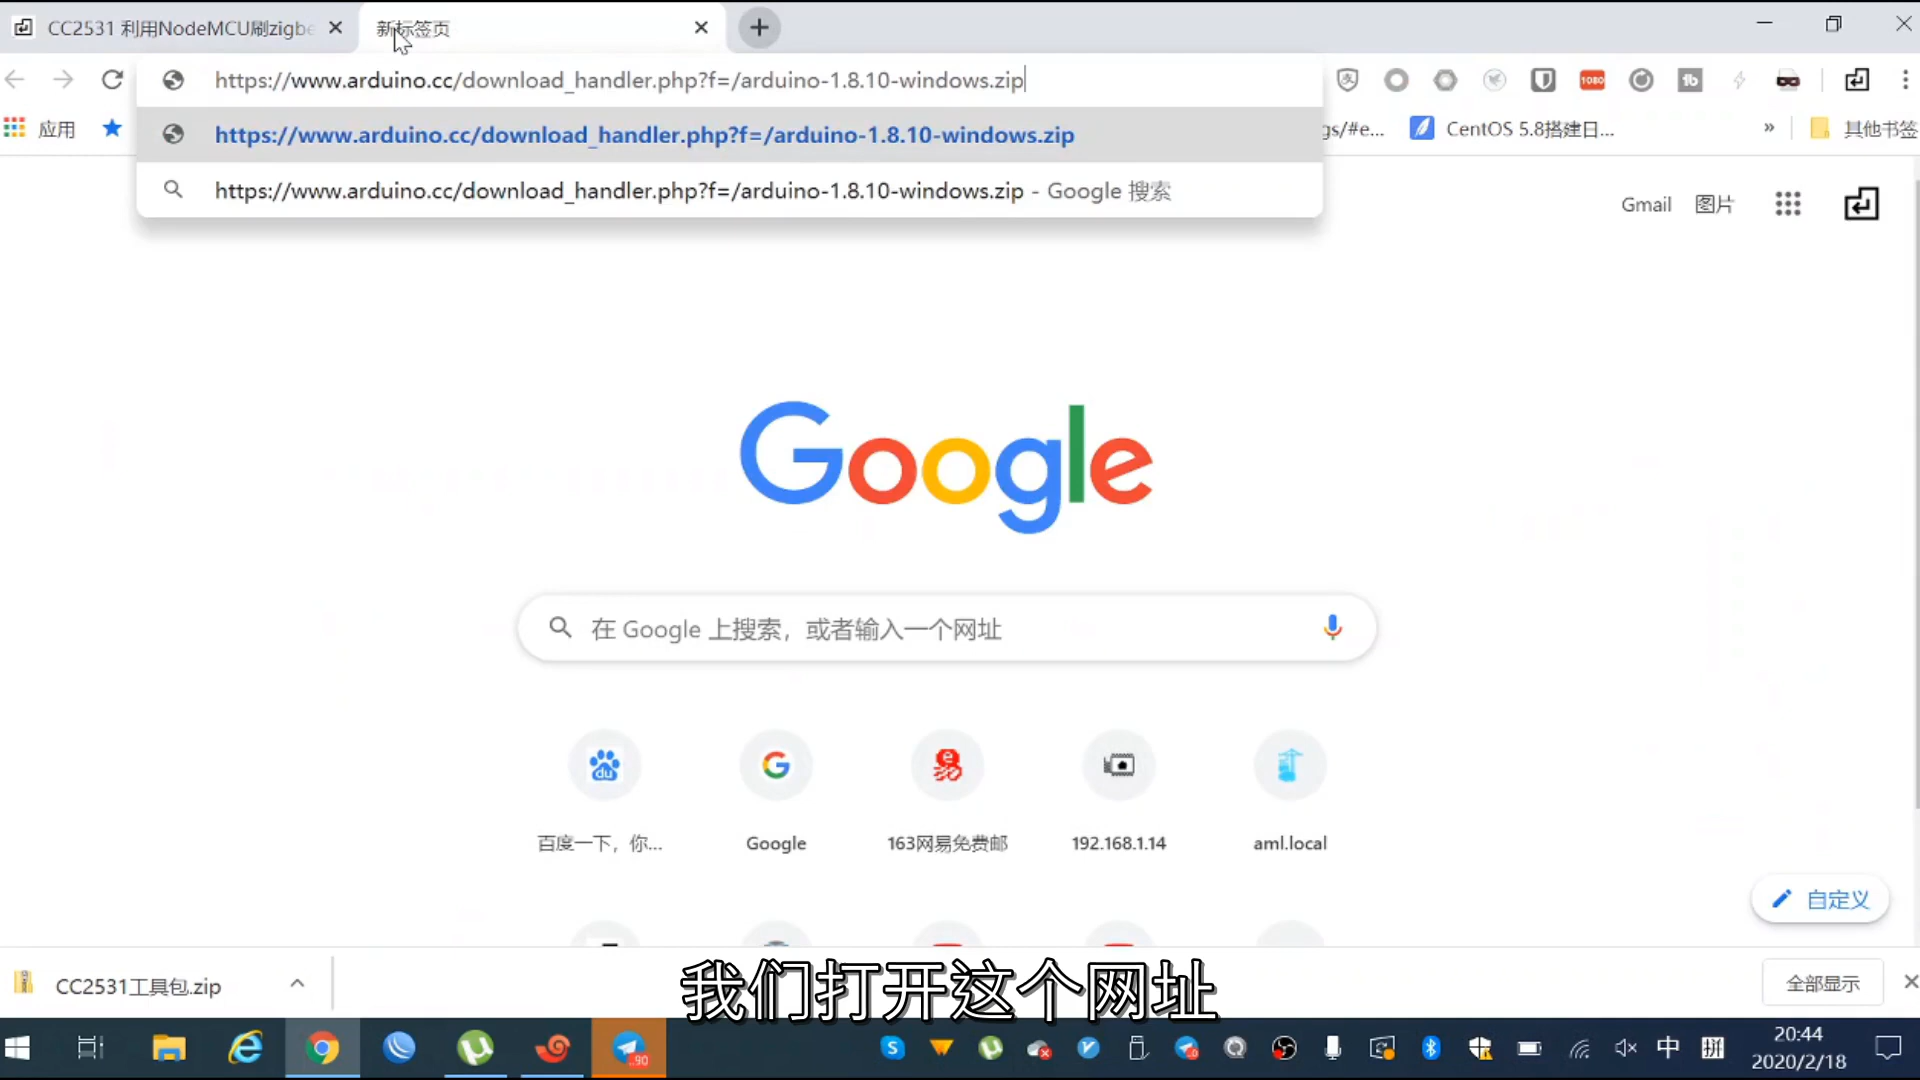 CC2531 利用NodeMCU刷zigbe
新标签页
https://www.arduino.cc/download_handler.php?f=/arduino-1.8.10-windows.zip
https://www.arduino.cc/download_handler.php?f=/arduino-1.8.10-windows.zip
https://www.arduino.cc/download_handler.php?f=/arduino-1.8.10-windows.zip - Google 搜索
1080
应用
gs/#e...
CentOS 5.8搭建日...
»
其他书签
Gmail
图片
Google
在 Google 上搜索，或者输入一个网址
du
百度一下，你...
Google
163网易免费邮
192.168.1.14
aml.local
自定义
CC2531工具包.zip
我们打开这个网址
全部显示
90
中
拼
20:44
2020/2/18